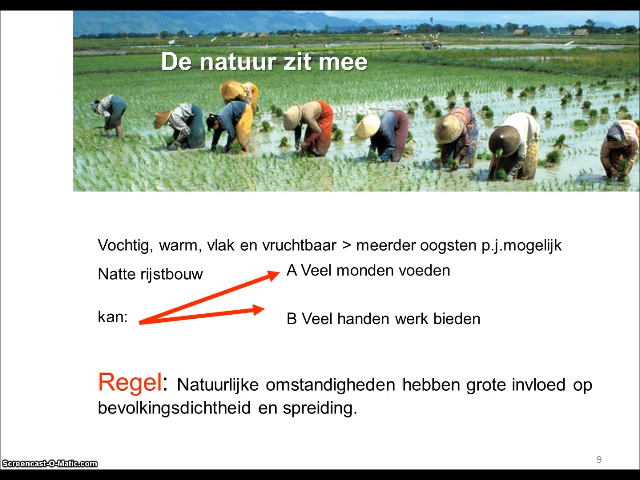 De natuur zit mee
Vochtig, warm, vlak en vruchtbaar > meerder oogsten p.j.mogelijk
Natte rijstbouw
A Veel monden voeden
kan:
B Veel handen werk bieden
Regel: Natuurlijke omstandigheden hebben grote invloed op
bevolkingsdichtheid en spreiding.
9
Screencast-O-Matic.com